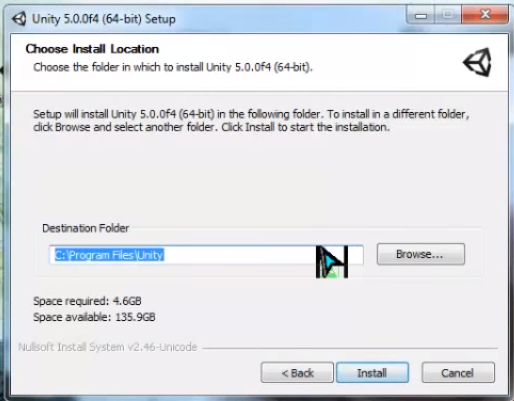 Unity 5.0.0f4 (64-bit) Setup
Choose Install Location
Choose the folder in which to install Unity 5.0.0f4 (64-bit).
Setup will install Unity 5.0.0f4 (64-bit) in the following folder. To install in a different folder,
click Browse and select another folder. Click Install to start the installation.
Destination Folder
C:\Program Files\Unity
Browse...
Space required: 4.6GB
Space available: 135.9GB
Nullsoft Install System v2.46-Unicode
< Back
Install
Cancel